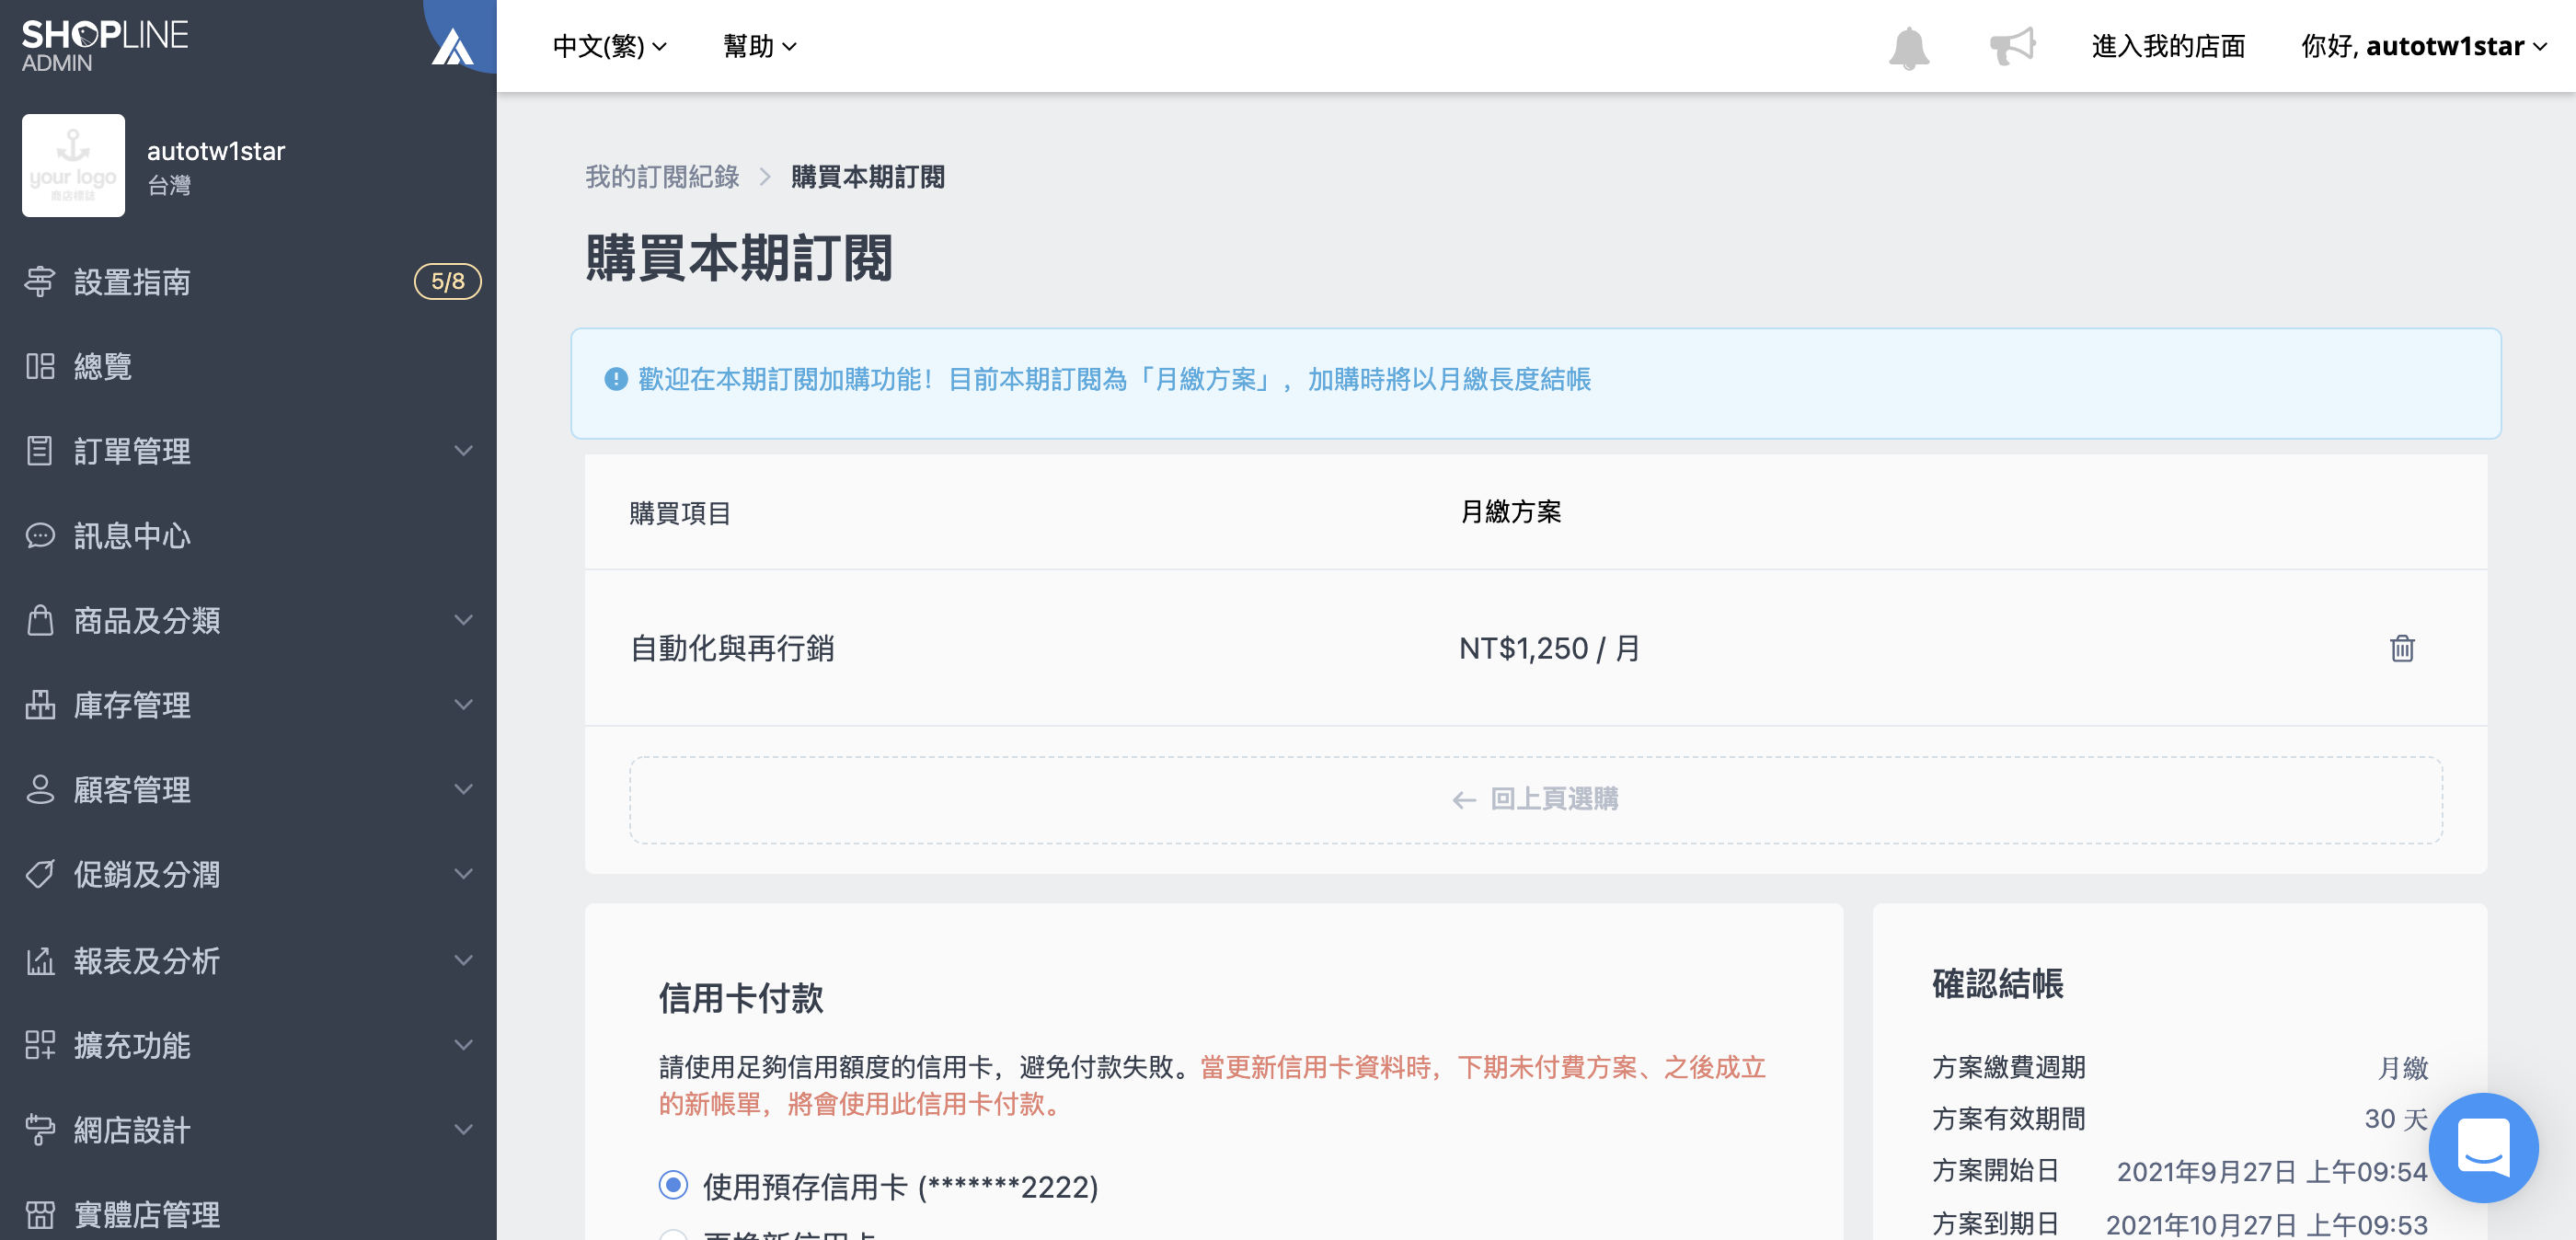 SHOPLINE
ADMIN
中文(繁)
幫助
進入我的店面
你好, autotw1star
your logo
商店標誌
autotw1star
台灣
設置指南
5/8
總覽
訂單管理
訊息中心
商品及分類
庫存管理
顧客管理
促銷及分潤
報表及分析
擴充功能
網店設計
實體店管理
我的訂閱紀錄 > 購買本期訂閱
購買本期訂閱
歡迎在本期訂閱加購功能！目前本期訂閱為「月繳方案」，加購時將以月繳長度結帳
購買項目
月繳方案
自動化與再行銷
NT$1,250 / 月
← 回上頁選購
信用卡付款
請使用足夠信用額度的信用卡，避免付款失敗。當更新信用卡資料時，下期未付費方案、之後成立
的新帳單，將會使用此信用卡付款。
使用預存信用卡 (*******2222)
更換新信用卡
確認結帳
方案繳費週期
月繳
方案有效期間
30 天
方案開始日
2021年9月27日 上午09:54
方案到期日
2021年10月27日 上午09:53